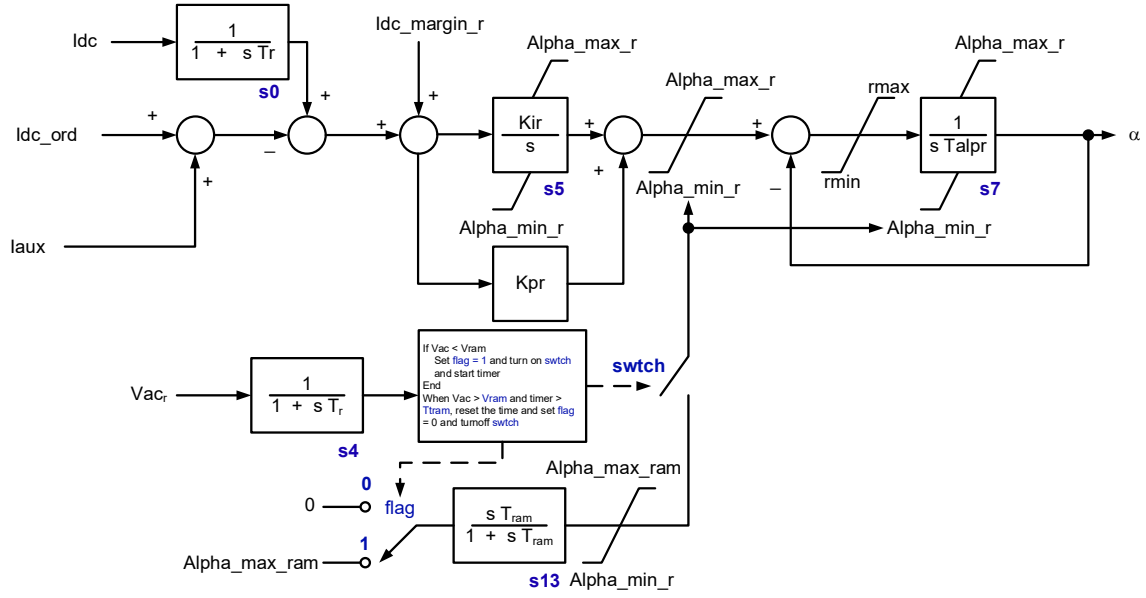 Idc
1
1 + s Tr
s0
+
Idc_margin_r
+
Alpha_max_r
Alpha_max_r
rmax
Alpha_max_r
Idc_ord
+
−
+
+
Kir
s
s5
+
+
+
−
rmin
1
s Talpr
s7
α
Alpha_min_r
Alpha_min_r
Alpha_min_r
Iaux
Kpr
Vacr
1
1 + s Tr
s4
If Vac < Vram
Set flag = 1 and turn on swtch
and start timer
End
When Vac > Vram and timer >
Ttram, reset the time and set flag
= 0 and turnoff swtch
swtch
0
0
flag
1
Alpha_max_ram
s Tram
1 + s Tram
s13
Alpha_max_ram
Alpha_min_r